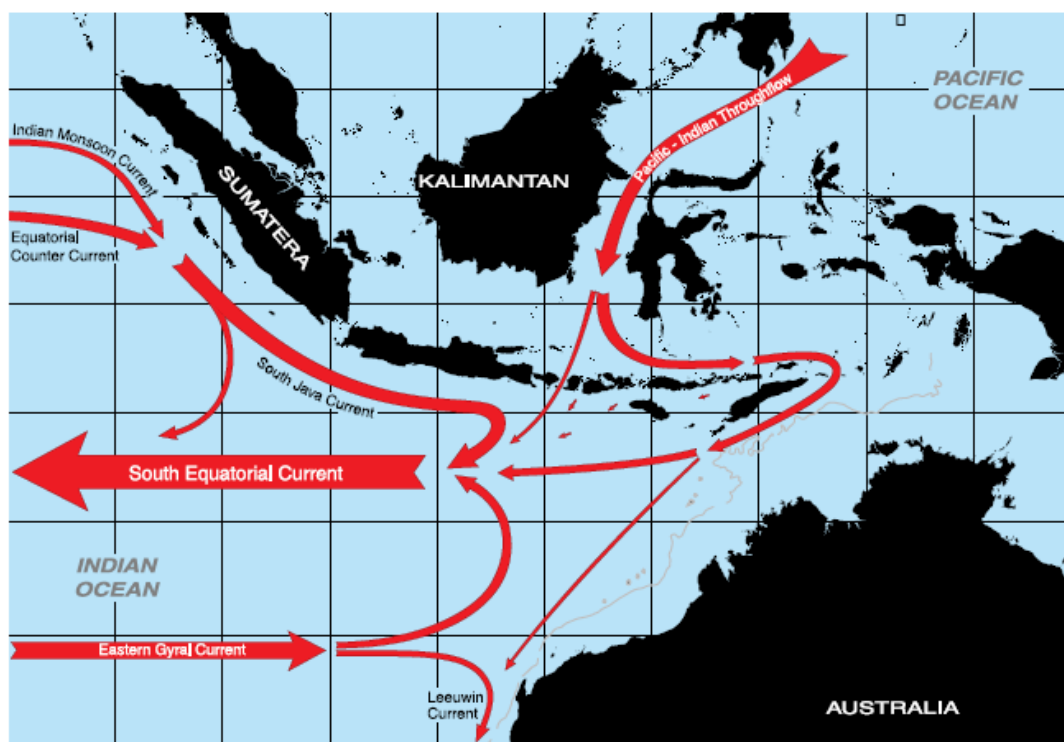 PACIFIC
OCEAN
Pacific - Indian Throughflow
Indian Monsoon Current
SUMATERA
KALIMANTAN
Equatorial
Counter Current
South Java Current
South Equatorial Current
INDIAN
OCEAN
Eastern Gyral Current
Leeuwin
Current
AUSTRALIA